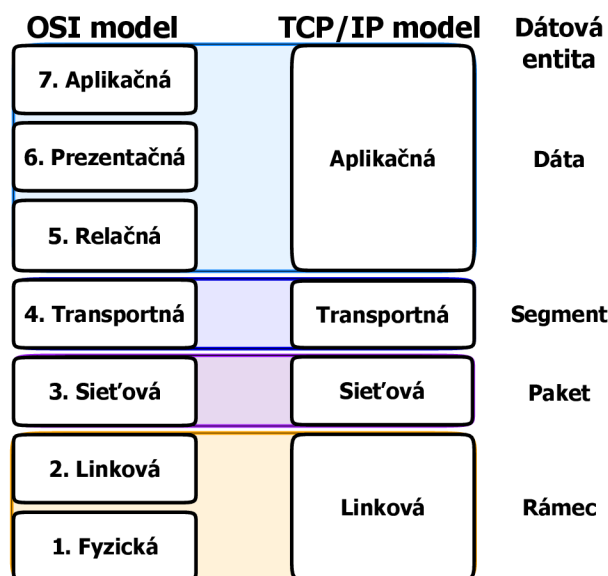 OSI model
TCP/IP model
Dátová
entita
7. Aplikačná
6. Prezentačná
5. Relačná
Aplikačná
Dáta
4. Transportná
Transportná
Segment
3. Sieťová
Sieťová
Paket
2. Linková
1. Fyzická
Linková
Rámec